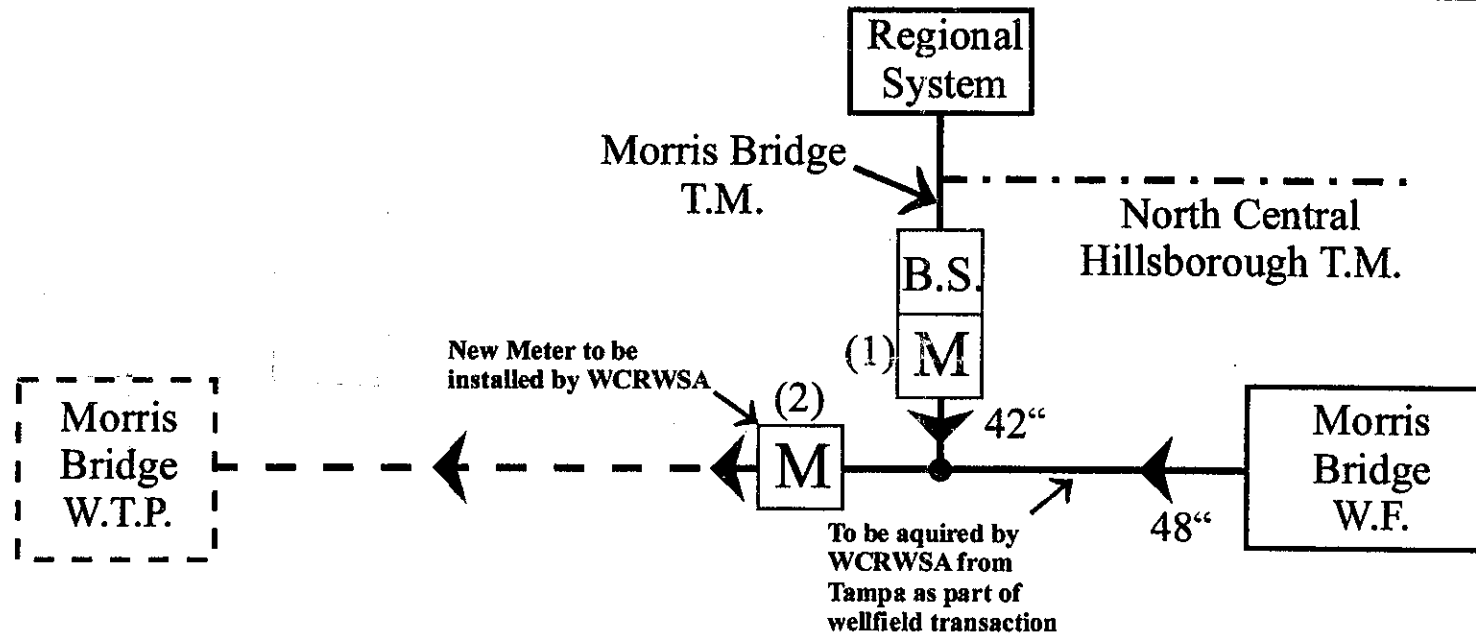 Regional
System
Morris Bridge
T.M.
North Central
Hillsborough T.M.
B.S.
(1)
M
42“
New Meter to be
installed by WCRWSA
(2)
M
Morris
Bridge
W.T.P.
Morris
Bridge
W.F.
48“
To be aquired by
WCRWSA from
Tampa as part of
wellfield transaction